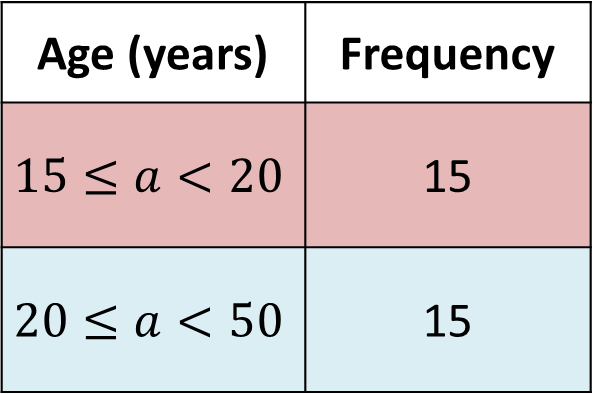 Age (years) Frequency
15 ≤ a < 20 15
20 ≤ a < 50 15